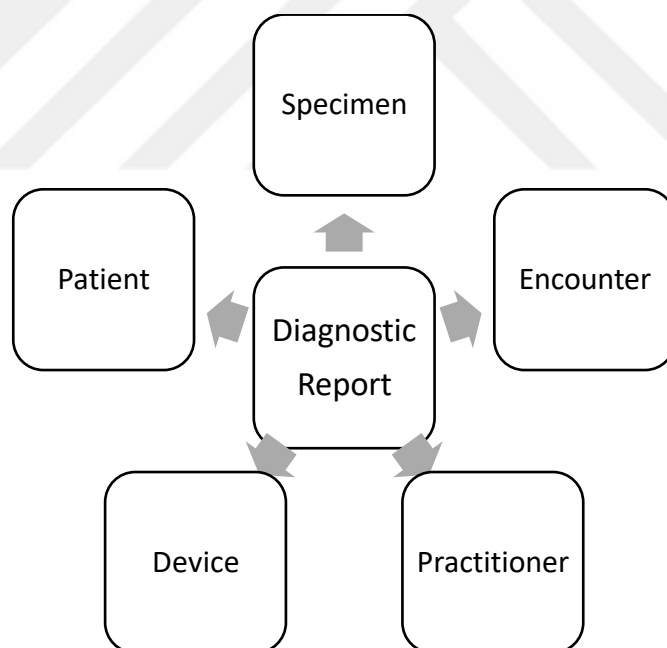 Specimen
Patient
Encounter
Diagnostic
Report
Device
Practitioner